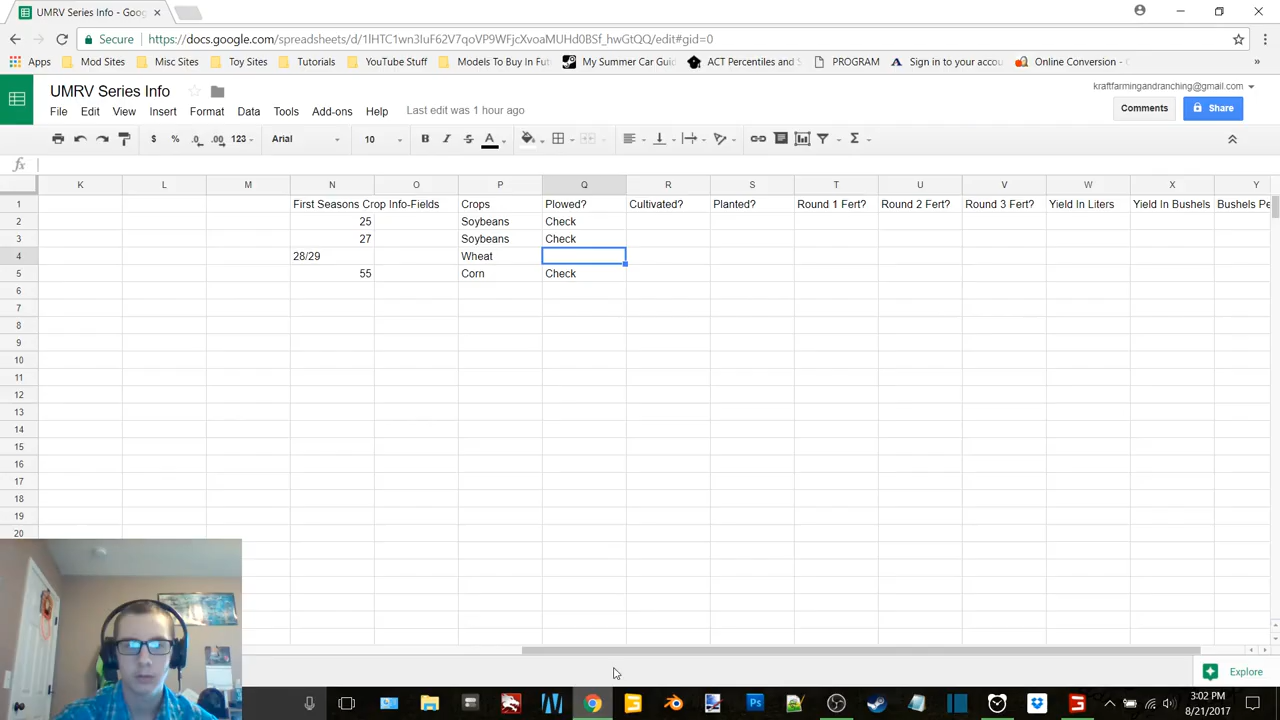 UMRV Series Info - Goog
Secure
https://docs.google.com/spreadsheets/d/1lHTC1wn3IuF62V7qoVP9WFjcXvoaMUHd0BSf_hwGtQQ/edit#gid=0
Apps Mod Sites Misc Sites Toy Sites Tutorials YouTube Stuff Models To Buy In Fut My Summer Car Guid ACT Percentiles and S PROGRAM Sign in to your accou Online Conversion - »
UMRV Series Info
kraftfarmingandranching@gmail.com
File Edit View Insert Format Data Tools Add-ons Help Last edit was 1 hour ago
Comments Share
$ % .0 .00 123 Arial 10 B I A Σ
fx
K L M N O P Q R S T U V W X Y
1 First Seasons Crop Info-Fields Crops Plowed? Cultivated? Planted? Round 1 Fert? Round 2 Fert? Round 3 Fert? Yield In Liters Yield In Bushels Bushels Pe
2 25 Soybeans Check
3 27 Soybeans Check
4 28/29 Wheat
5 55 Corn Check
6
7
8
9
10
11
12
13
14
15
16
17
18
19
20
Explore
3:02 PM
8/21/2017